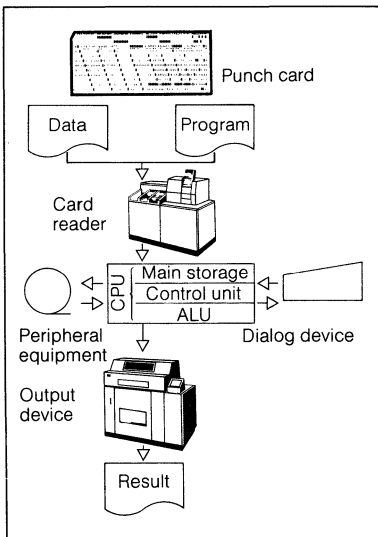 Punch card
Data
Program
Card
reader
CPU
Main storage
Control unit
ALU
Peripheral
equipment
Dialog device
Output
device
Result